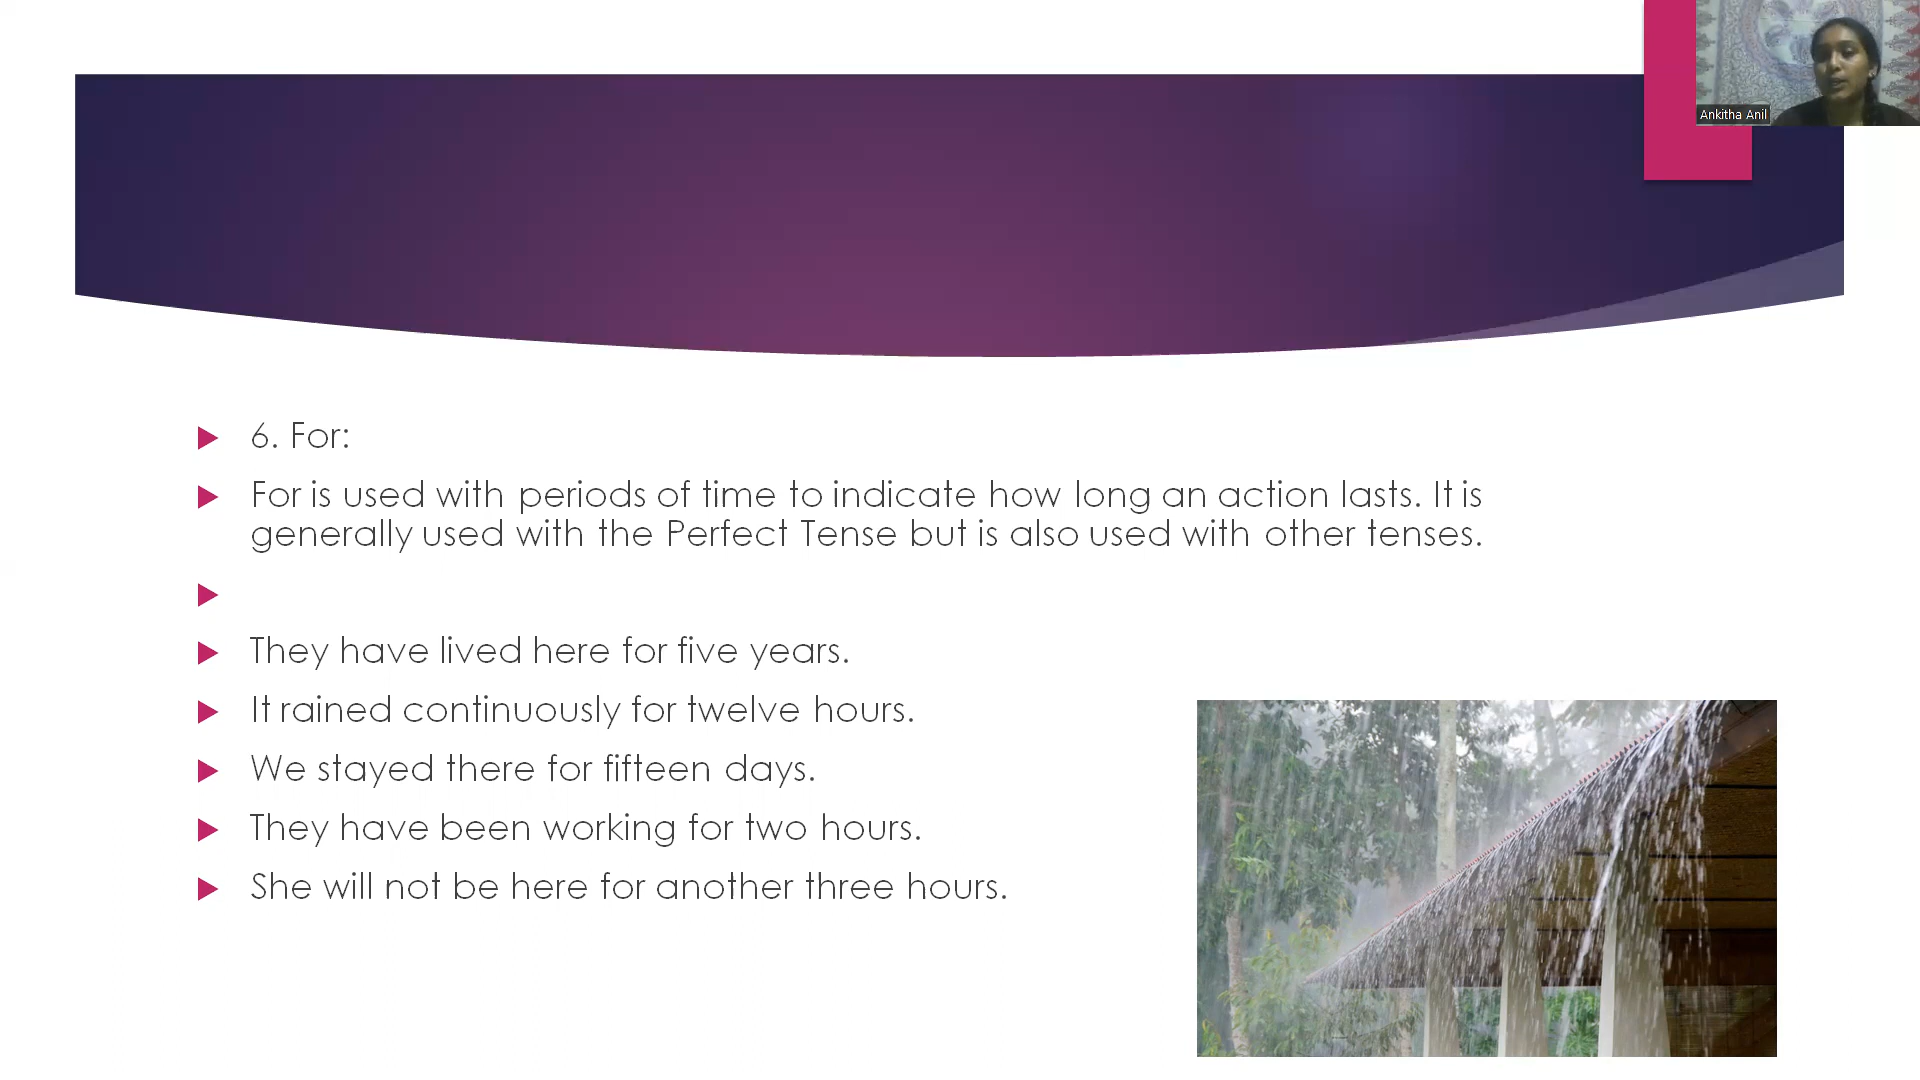 Ankitha Anil
6. For:
For is used with periods of time to indicate how long an action lasts. It is
generally used with the Perfect Tense but is also used with other tenses.
They have lived here for five years.
It rained continuously for twelve hours.
We stayed there for fifteen days.
They have been working for two hours.
She will not be here for another three hours.